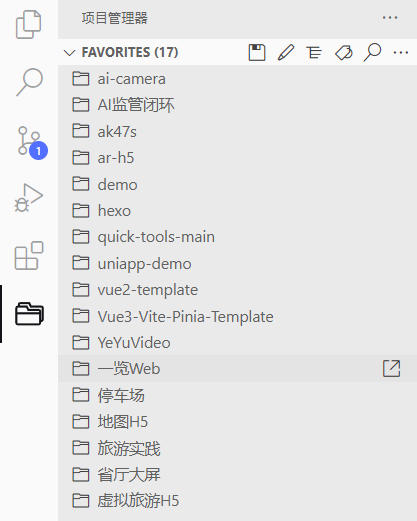 项目管理器
FAVORITES (17)
ai-camera
AI监管闭环
ak47s
ar-h5
demo
hexo
quick-tools-main
uniapp-demo
vue2-template
Vue3-Vite-Pinia-Template
YeYuVideo
一览Web
停车场
地图H5
旅游实践
省厅大屏
虚拟旅游H5
1